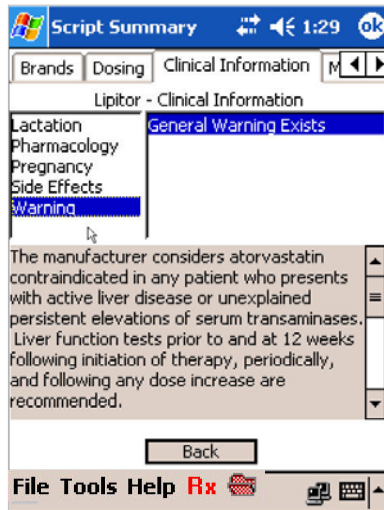 Script Summary 1:29 ok
Brands Dosing Clinical Information M
Lipitor - Clinical Information
Lactation
Pharmacology
Pregnancy
Side Effects
Warning
General Warning Exists
The manufacturer considers atorvastatin
contraindicated in any patient who presents
with active liver disease or unexplained
persistent elevations of serum transaminases.
Liver function tests prior to and at 12 weeks
following initiation of therapy, periodically,
and following any dose increase are
recommended.
Back
File Tools Help Rx